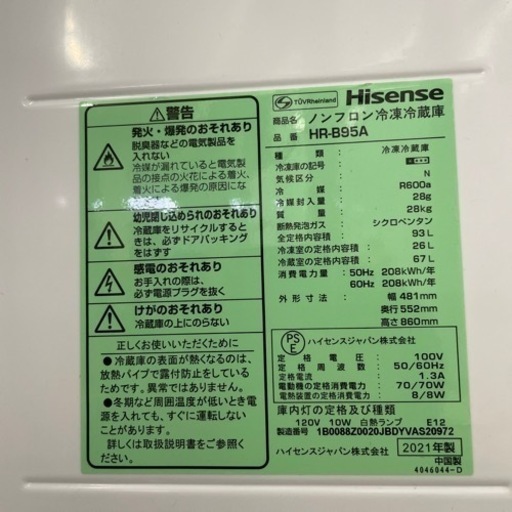 警告
発火・爆発のおそれあり
脱臭器などの電気製品を
入れない
冷媒が漏れていると電気製
品の接点の火花による着火、
着火・爆発の原因にな
ります。
幼児閉じ込められのおそれあり
冷蔵庫をリサイクルすると
きは、必ずドアパッキング
をはずす
感電のおそれあり
お手入れの際は、
必ず電源プラグを抜く
けがのおそれあり
冷蔵庫の上にのらない
正しくお使いいただくために
●冷蔵庫の表面が熱くなるのは、
放熱パイプで露付防止をしている
ためです。異常ではありません。
●冬期など周囲温度が低いとき電
源を入れても、すぐに運転しない
ことがあります。
詳しくは取扱説明書をご参照く
ださい。
TÜVRheinland
Hisense
商品名 ノンフロン冷凍冷蔵庫
品番 HR-B95A
種類 冷凍冷蔵庫
冷凍庫の記号
気候区分 N
冷媒 R600a
冷媒封入量 28g
質量 28kg
断熱発泡ガス シクロペンタン
全定格内容積 93L
冷凍室の定格内容積 26L
冷蔵室の定格内容積 67L
消費電力量: 50Hz 208kWh/年
60Hz 208kWh/年
外形寸法: 幅 481mm
奥行 552mm
高さ 860mm
PS
E
ハイセンスジャパン株式会社
定格電圧: 100V
定格周波数: 50/60Hz
定格電流: 1.3A
電動機の定格消費電力: 70/70W
電熱装置の定格消費電力: 8/8W
庫内灯の定格及び種類
120V 10W 白熱ランプ E12
製造番号: 1B0088Z0020JBDYVAS20972
ハイセンスジャパン株式会社
2021年製
中国製
4046044-D